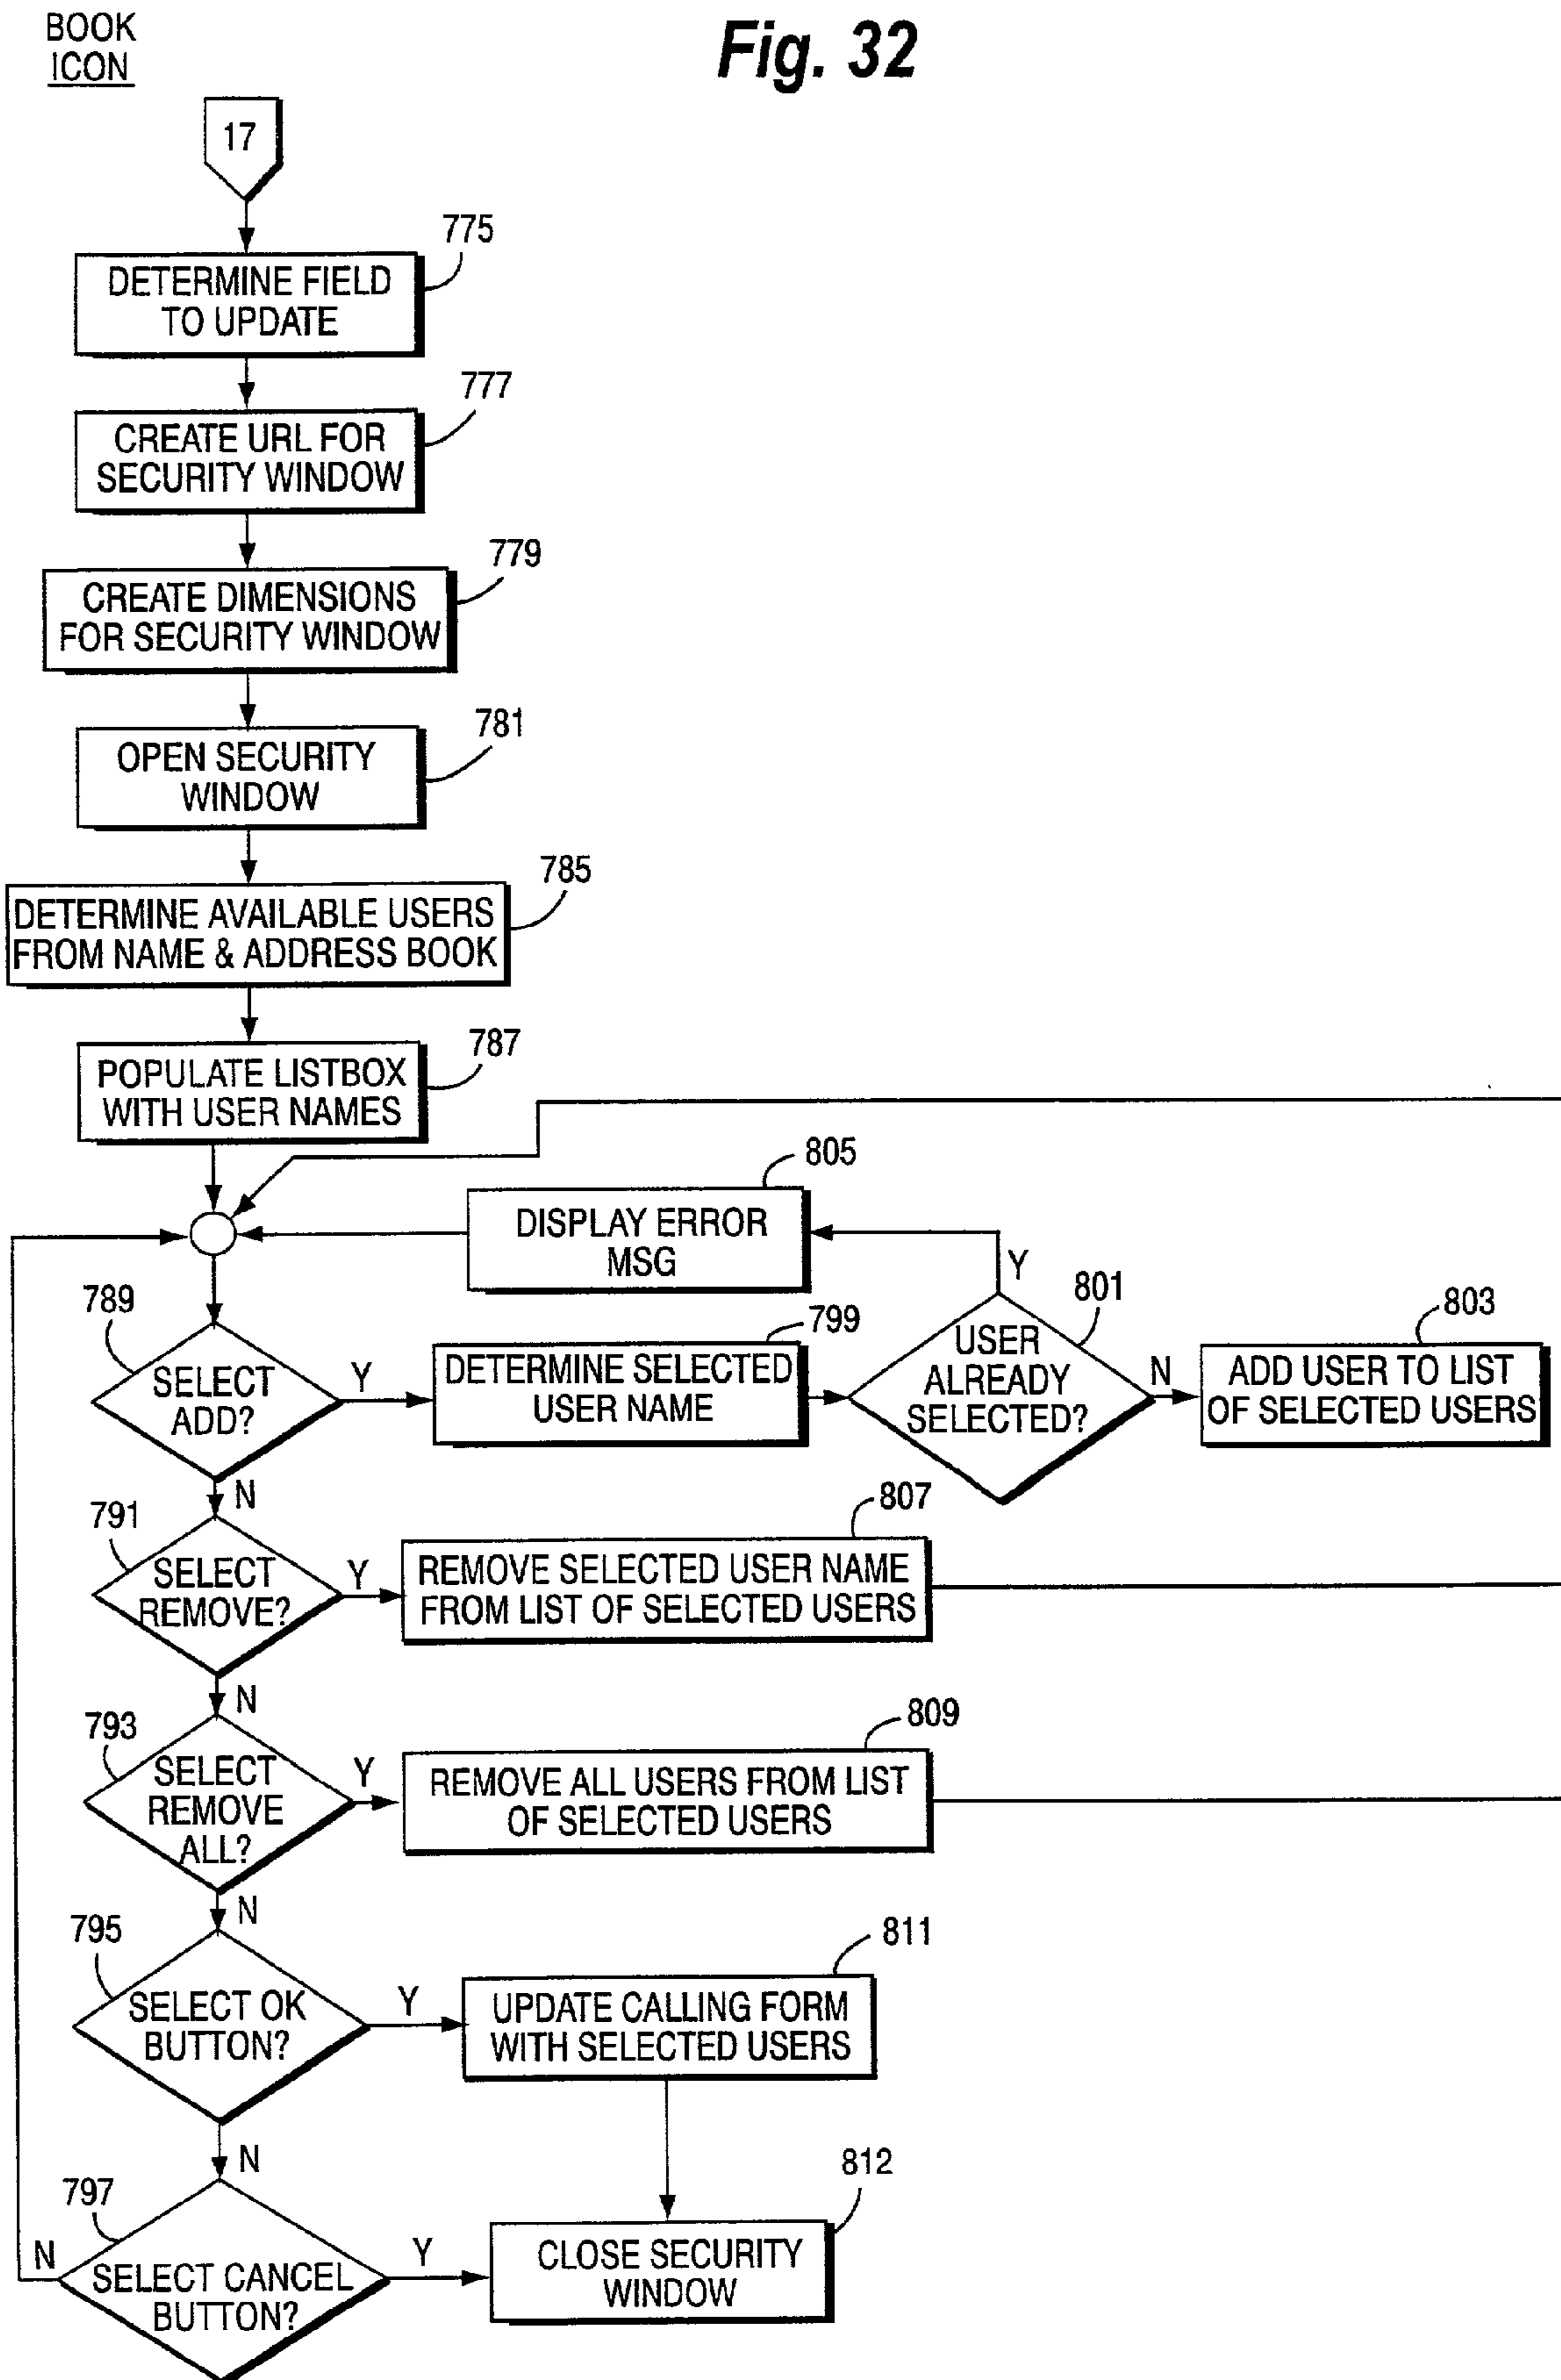 BOOK
ICON
Fig. 32
17
775
DETERMINE FIELD
TO UPDATE
777
CREATE URL FOR
SECURITY WINDOW
779
CREATE DIMENSIONS
FOR SECURITY WINDOW
781
OPEN SECURITY
WINDOW
785
DETERMINE AVAILABLE USERS
FROM NAME & ADDRESS BOOK
787
POPULATE LISTBOX
WITH USER NAMES
805
DISPLAY ERROR
MSG
Y
789
SELECT
ADD?
Y
799
DETERMINE SELECTED
USER NAME
801
USER
ALREADY
SELECTED?
N
803
ADD USER TO LIST
OF SELECTED USERS
N
791
SELECT
REMOVE?
Y
807
REMOVE SELECTED USER NAME
FROM LIST OF SELECTED USERS
N
793
SELECT
REMOVE
ALL?
Y
809
REMOVE ALL USERS FROM LIST
OF SELECTED USERS
N
795
SELECT OK
BUTTON?
Y
811
UPDATE CALLING FORM
WITH SELECTED USERS
N
797
N
SELECT CANCEL
BUTTON?
Y
812
CLOSE SECURITY
WINDOW